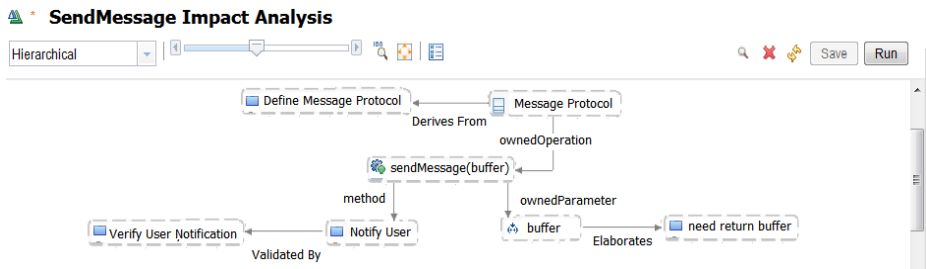 * SendMessage Impact Analysis
Hierarchical
100
Save
Run
Define Message Protocol
Message Protocol
Derives From
ownedOperation
sendMessage(buffer)
method
ownedParameter
Verify User Notification
Notify User
buffer
need return buffer
Validated By
Elaborates